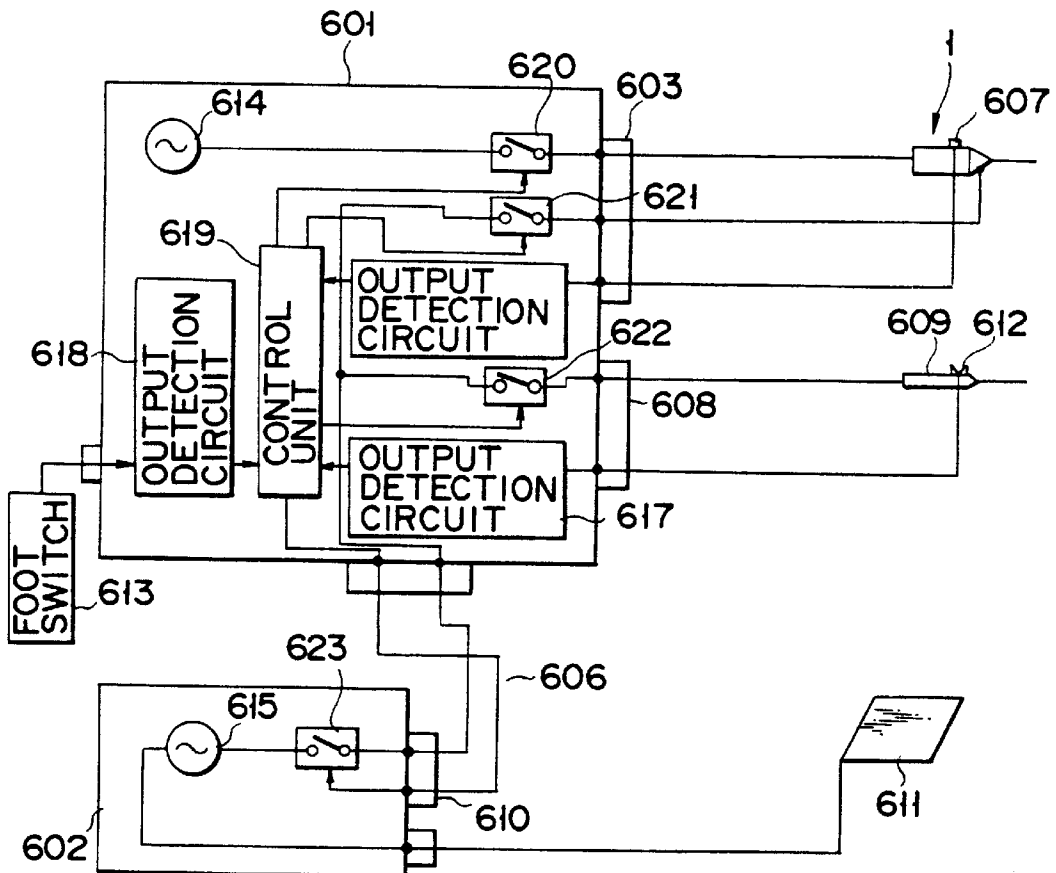 601
614
620
603
1
607
621
619
OUTPUT
DETECTION
CIRCUIT
622
609
612
618
OUTPUT
DETECTION
CIRCUIT
CONTROL
UNIT
608
OUTPUT
DETECTION
CIRCUIT
617
FOOT
SWITCH
613
623
606
615
610
611
602